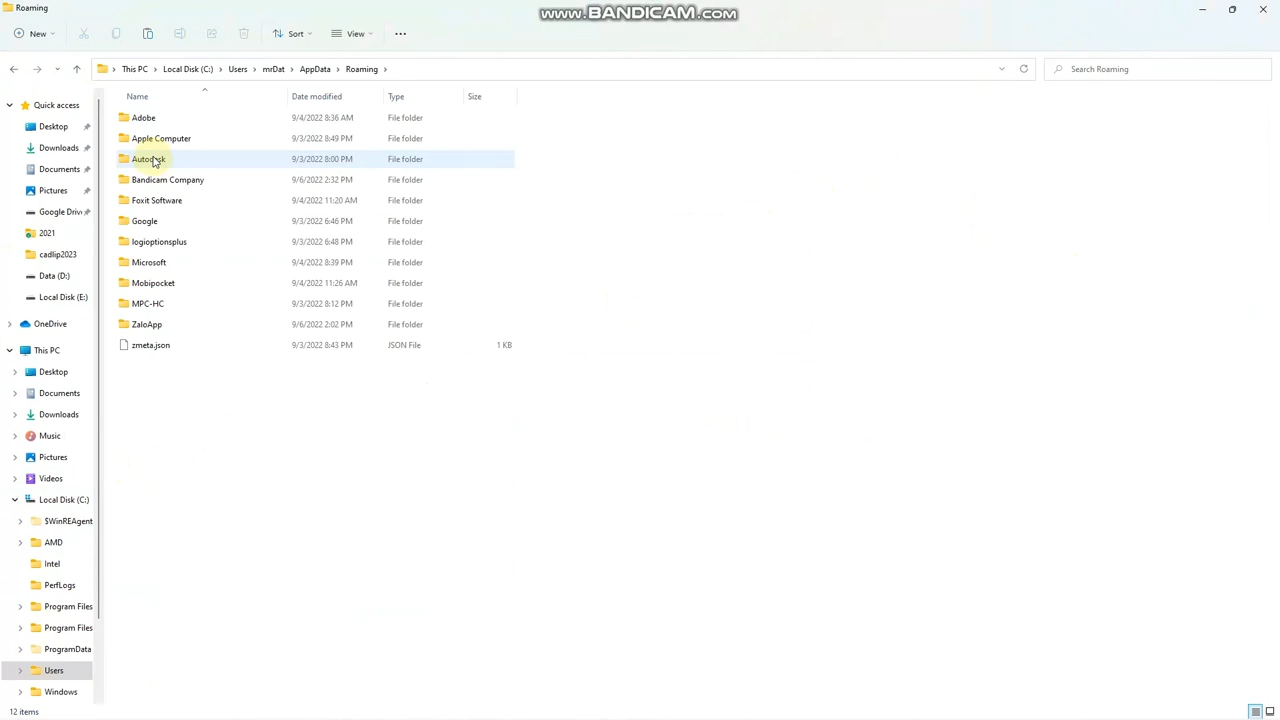 Roaming
www.BANDICAM.com
New
Sort
View
This PC > Local Disk (C:) > Users > mrDat > AppData > Roaming >
Search Roaming
Name Date modified Type Size
Quick access
Desktop
Downloads
Documents
Pictures
Google Driv
2021
cadlip2023
Data (D:)
Local Disk (E:)
OneDrive
This PC
Desktop
Documents
Downloads
Music
Pictures
Videos
Local Disk (C:)
$WinREAgent
AMD
Intel
PerfLogs
Program Files
Program Files
ProgramData
Users
Windows
Adobe 9/4/2022 8:36 AM File folder
Apple Computer 9/3/2022 8:49 PM File folder
Autodesk 9/3/2022 8:00 PM File folder
Bandicam Company 9/6/2022 2:32 PM File folder
Foxit Software 9/4/2022 11:20 AM File folder
Google 9/3/2022 6:46 PM File folder
logioptionsplus 9/3/2022 6:48 PM File folder
Microsoft 9/4/2022 8:39 PM File folder
Mobipocket 9/4/2022 11:26 AM File folder
MPC-HC 9/3/2022 8:12 PM File folder
ZaloApp 9/6/2022 2:02 PM File folder
zmeta.json 9/3/2022 8:43 PM JSON File 1 KB
12 items